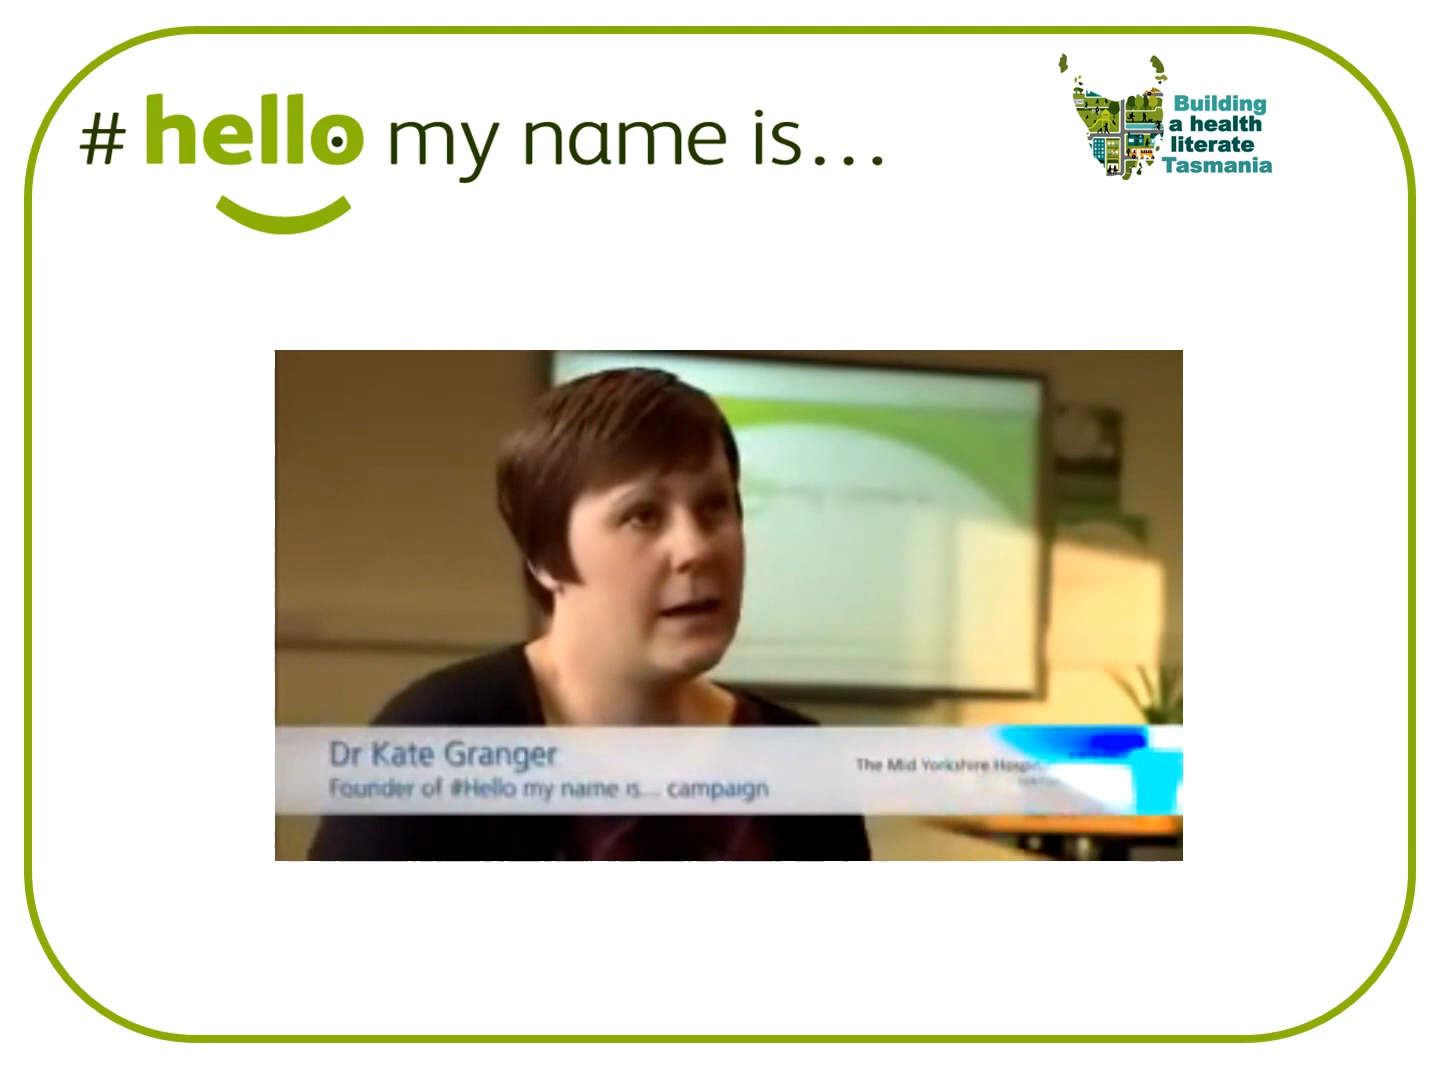 # hello my name is...
Building
a health
literate
Tasmania
Dr Kate Granger
Founder of #Hello my name is... campaign
The Mid Yorkshire